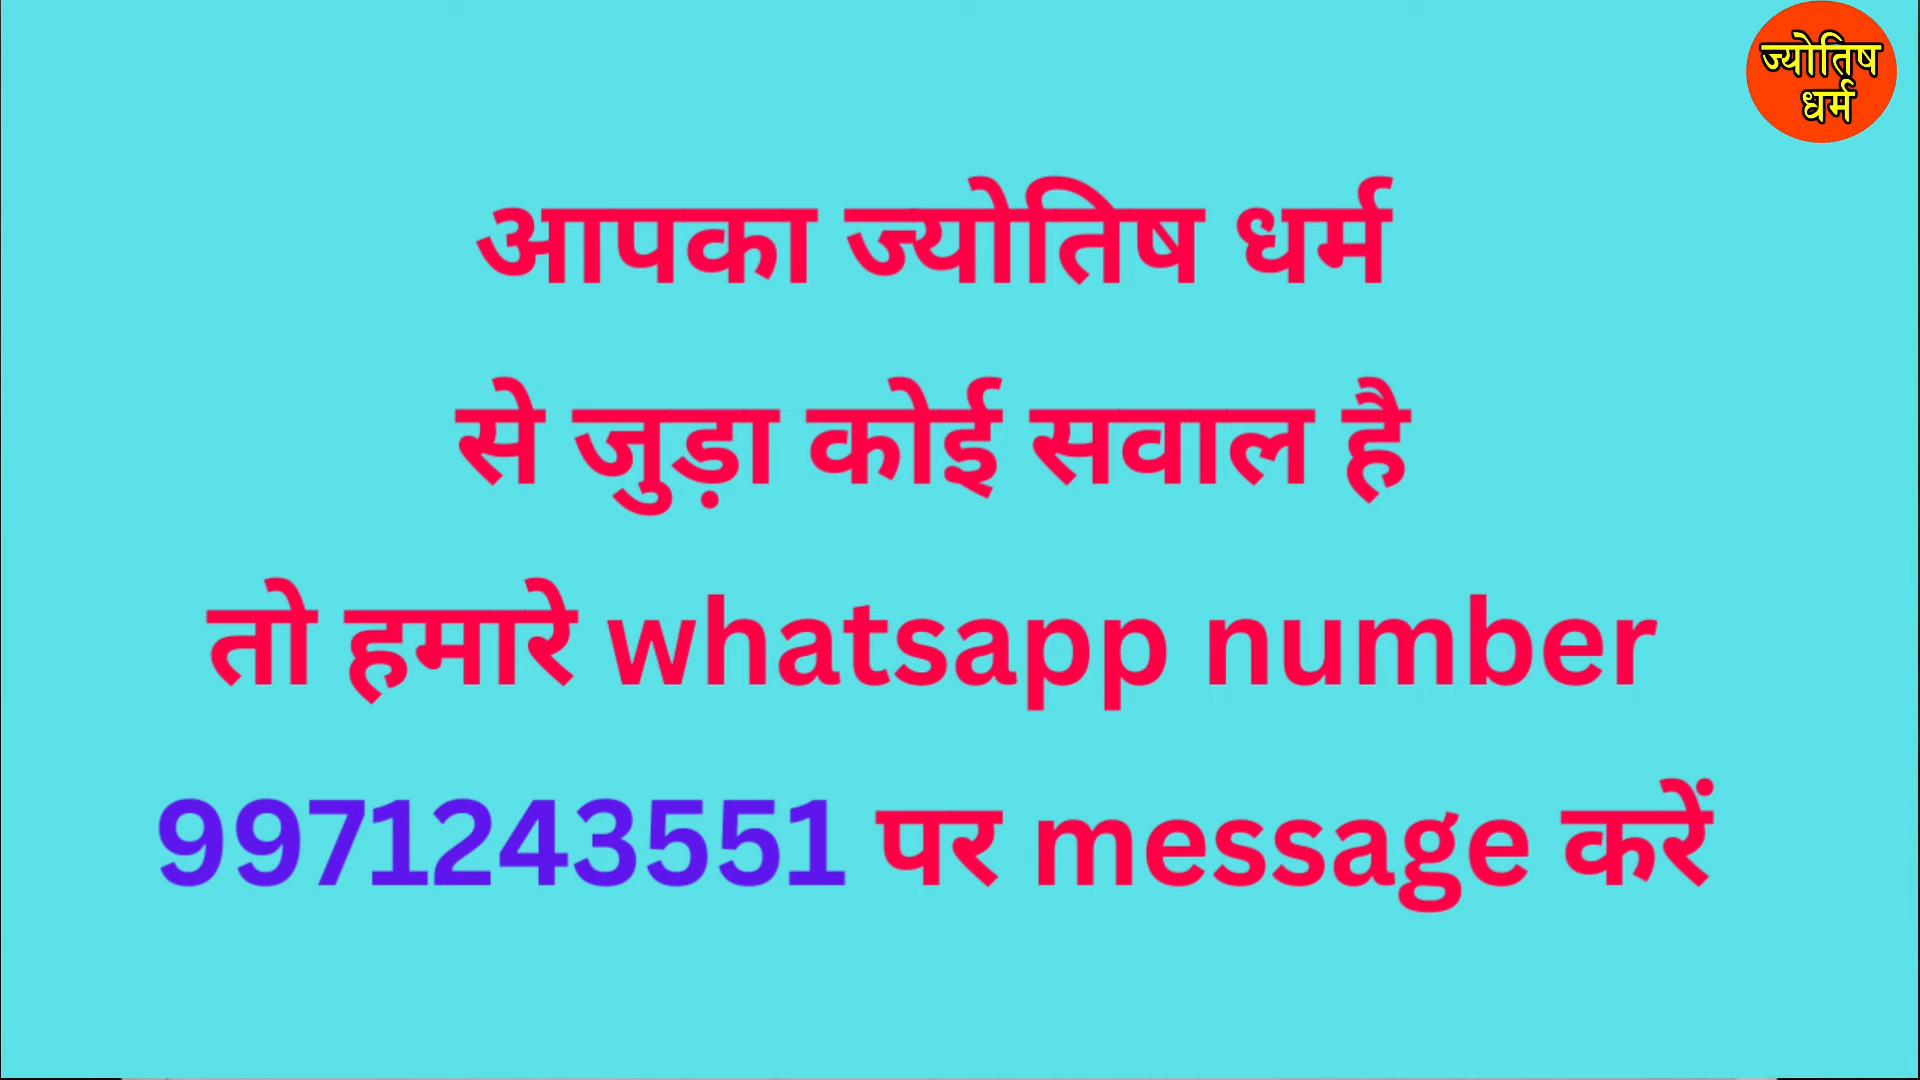 ज्योतिष
धर्म
आपका ज्योतिष धर्म
से जुड़ा कोई सवाल है
तो हमारे whatsapp number
9971243551 पर message करें